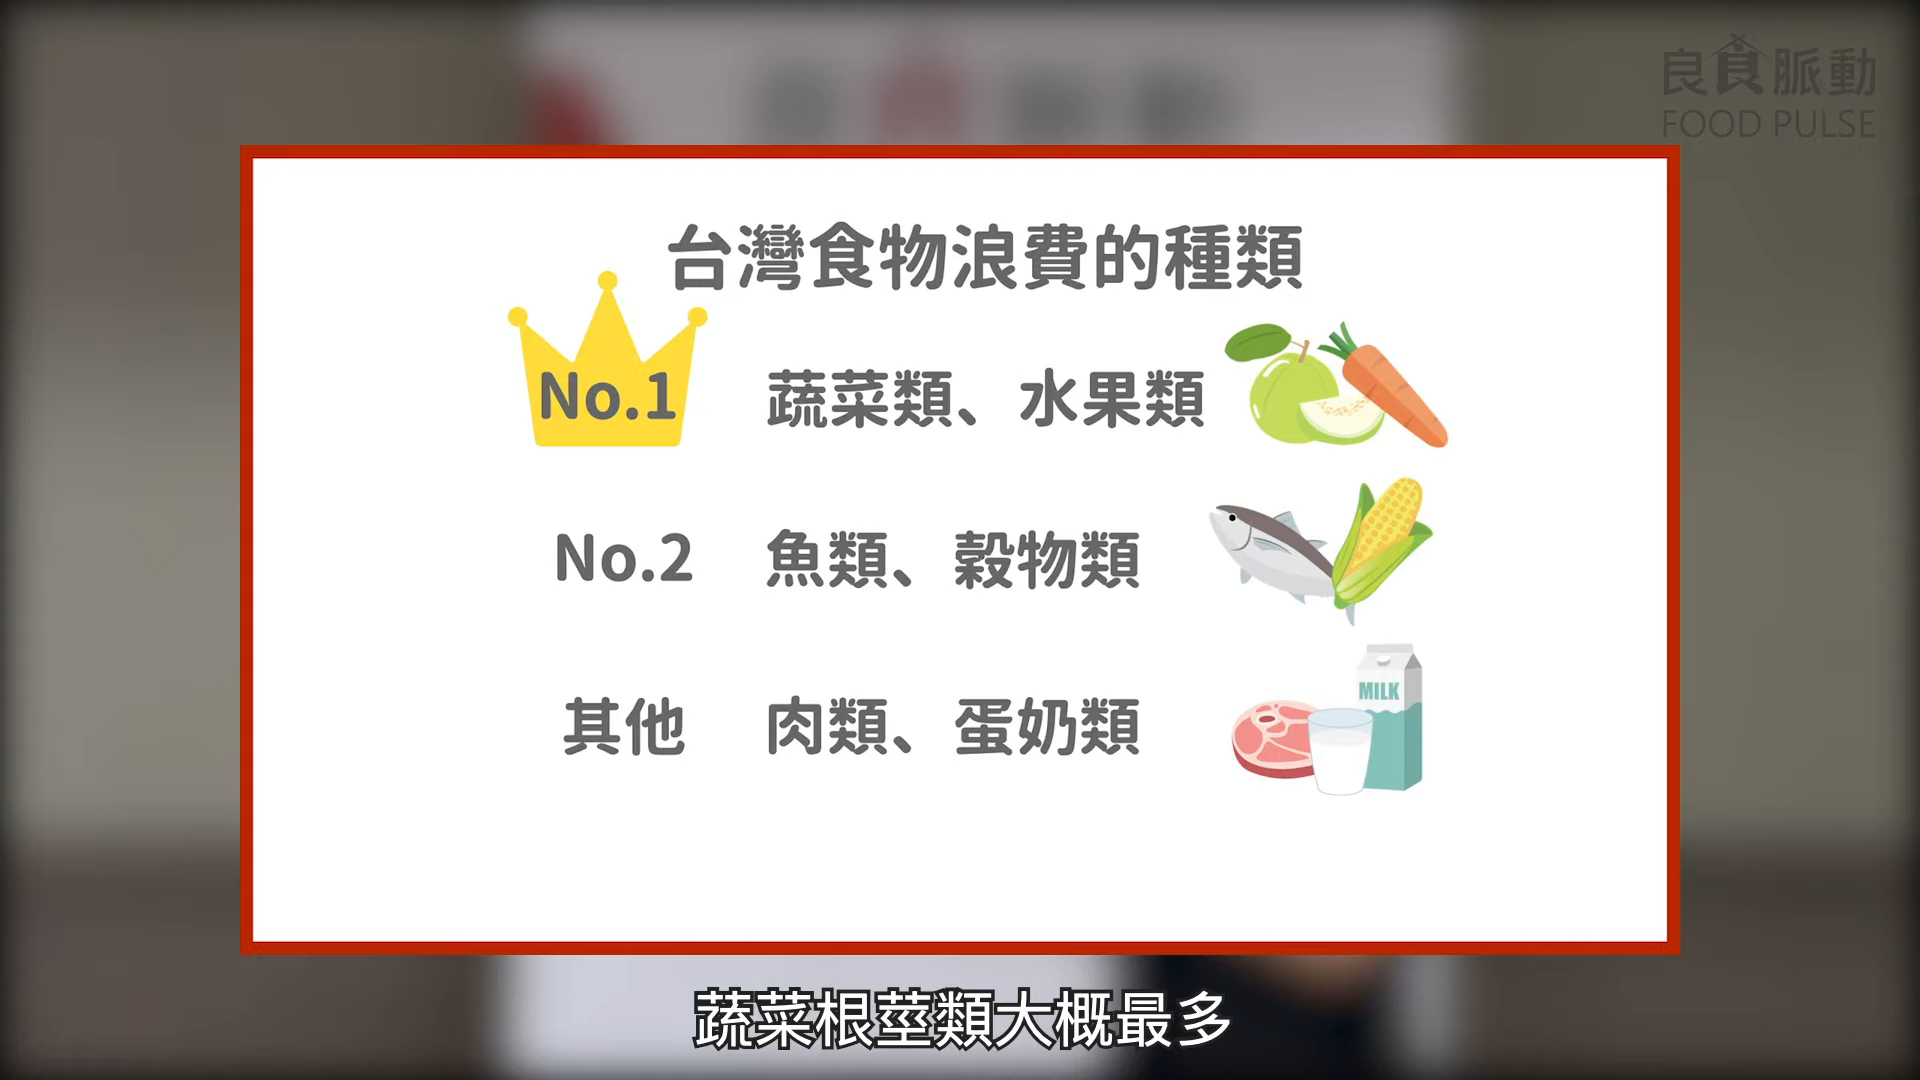 良食脈動
FOOD PULSE
台灣食物浪費的種類
No.1 蔬菜類、水果類
No.2 魚類、穀物類
其他 肉類、蛋奶類
MILK
蔬菜根莖類大概最多